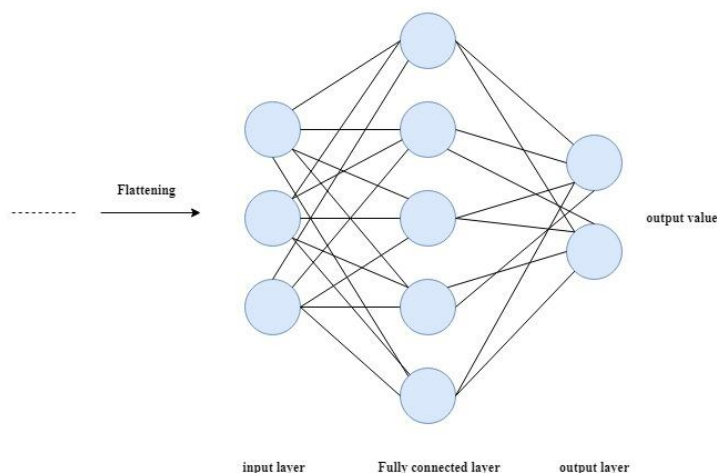 Flattening
output value
input layer
Fully connected layer
output layer